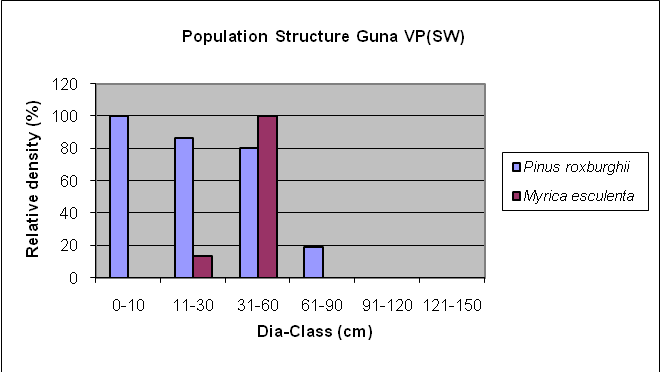 Population Structure Guna VP(SW)
120
100
80
60
40
20
0
Relative density (%)
0-10 11-30 31-60 61-90 91-120 121-150
Dia-Class (cm)
Pinus roxburghii
Myrica esculenta